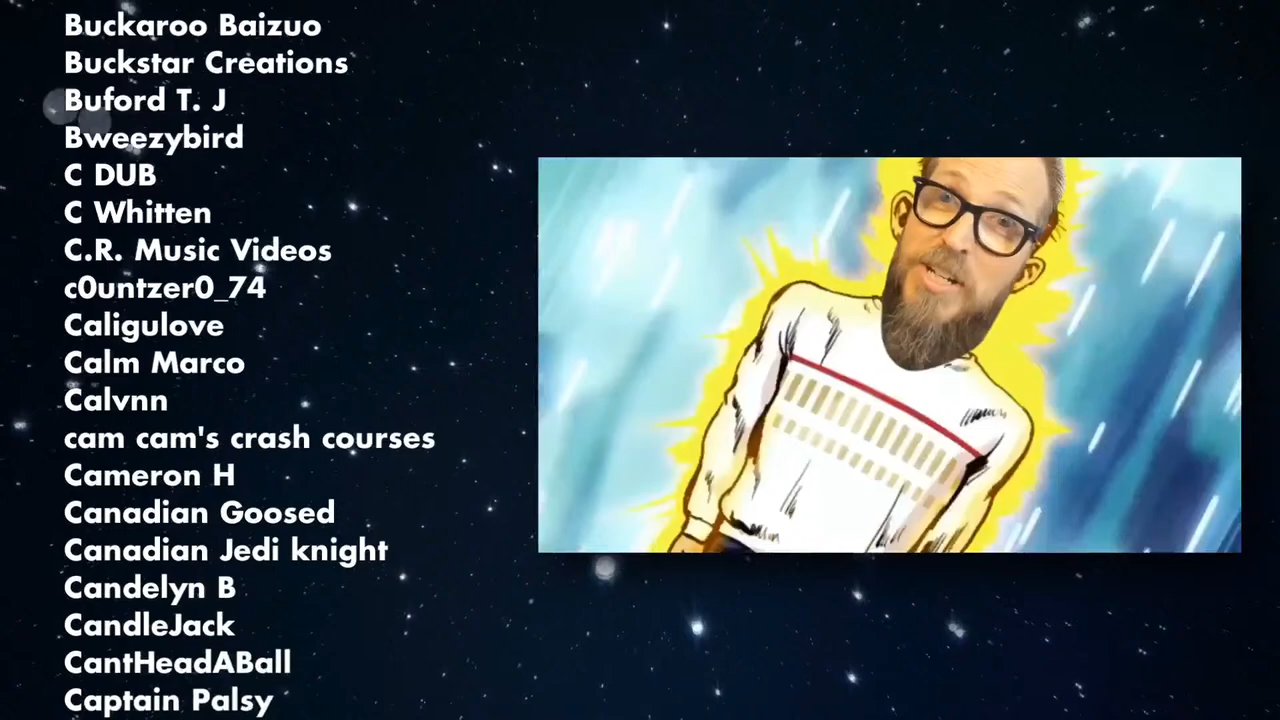 Buckaroo Baizuo
Buckstar Creations
Buford T. J
Bweezybird
C DUB
C Whitten
C.R. Music Videos
c0untzer0_74
Caligulove
Calm Marco
Calvnn
cam cam's crash courses
Cameron H
Canadian Goosed
Canadian Jedi knight
Candelyn B
CandleJack
CantHeadABall
Captain Palsy